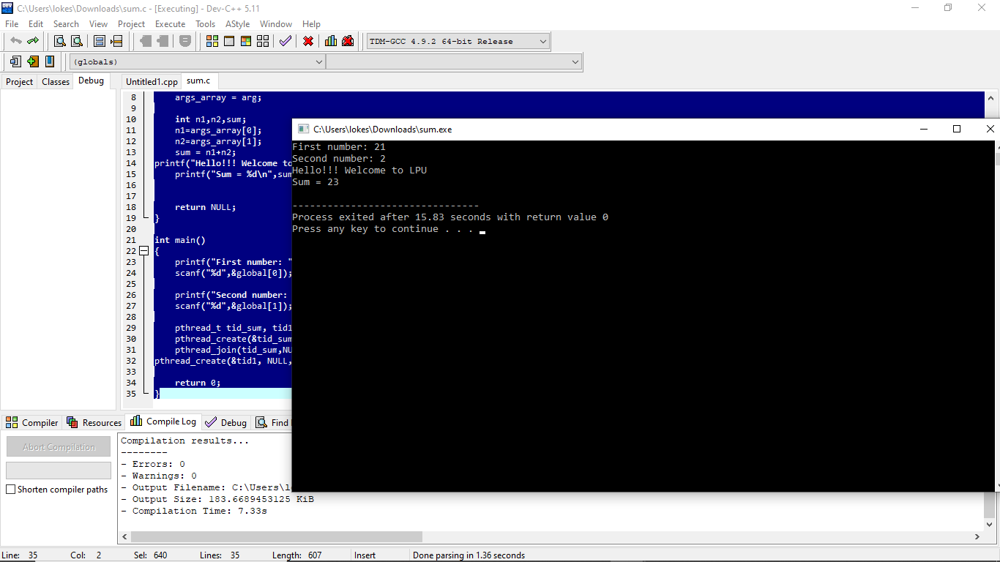 C:\Users\lokes\Downloads\sum.c - [Executing] - Dev-C++ 5.11
File Edit Search View Project Execute Tools AStyle Window Help
TDM-GCC 4.9.2 64-bit Release
(globals)
Project Classes Debug Untitled1.cpp sum.c
8 args_array = arg;
9
10 int n1,n2,sum;
11 n1=args_array[0];
12 n2=args_array[1];
13 sum = n1+n2;
14 printf("Hello!!! Welcome to
15 printf("Sum = %d\n",sum
16
17
18 return NULL;
19 }
20
21 int main()
22 {
23 printf("First number: "
24 scanf("%d",&global[0]);
25
26 printf("Second number:
27 scanf("%d",&global[1]);
28
29 pthread_t tid_sum, tid1
30 pthread_create(&tid_sum
31 pthread_join(tid_sum,NU
32 pthread_create(&tid1, NULL,
33
34 return 0;
35 }
C:\Users\lokes\Downloads\sum.exe
First number: 21
Second number: 2
Hello!!! Welcome to LPU
Sum = 23
--------------------------------
Process exited after 15.83 seconds with return value 0
Press any key to continue . . .
Compiler Resources Compile Log Debug Find
Abort Compilation
Shorten compiler paths
Compilation results...
--------
- Errors: 0
- Warnings: 0
- Output Filename: C:\Users\l
- Output Size: 183.6689453125 KiB
- Compilation Time: 7.33s
Line: 35 Col: 2 Sel: 640 Lines: 35 Length: 607 Insert Done parsing in 1.36 seconds